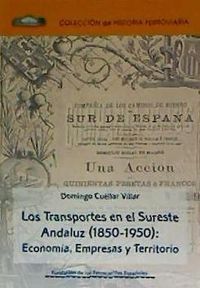 COLECCIÓN de HISTORIA FERROVIARIA
COMPAÑIA DE LOS CAMINOS DE HIERRO
SUR DE ESPAÑA
Una Acción
QUINIENTAS PESETAS ó FRANCOS
Domingo Cuéllar Villar
Los Transportes en el Sureste
Andaluz (1850-1950):
Economía, Empresas y Territorio
Fundación de los Ferrocarriles Españoles